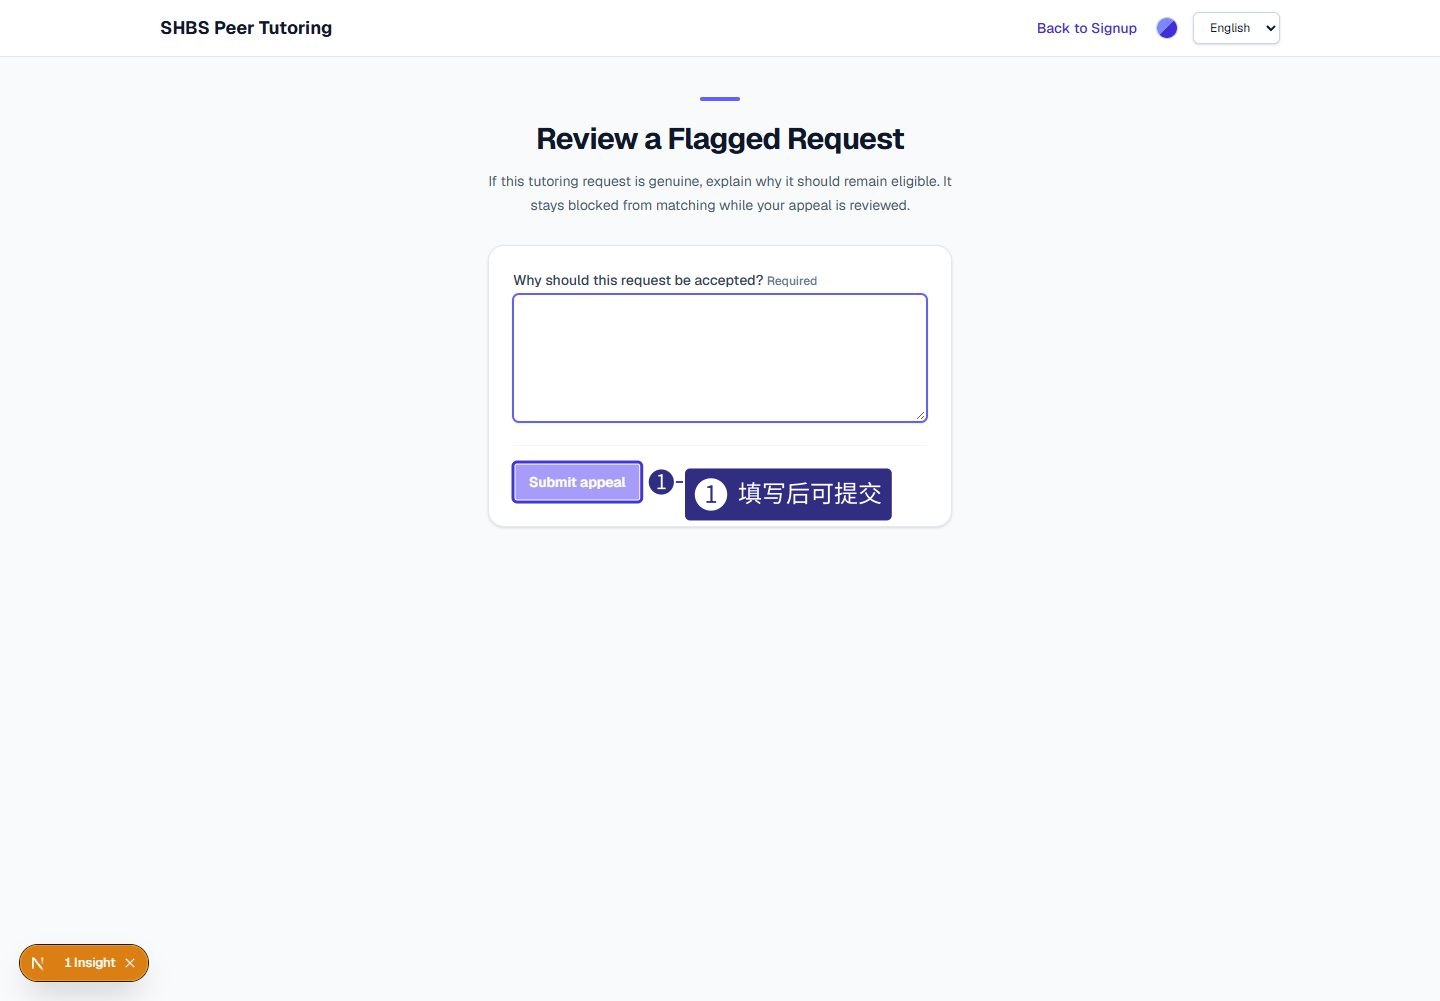 SHBS Peer Tutoring
Back to Signup
English
Review a Flagged Request
If this tutoring request is genuine, explain why it should remain eligible. It
stays blocked from matching while your appeal is reviewed.
Why should this request be accepted? Required
Submit appeal
1
1 填写后可提交
1 Insight